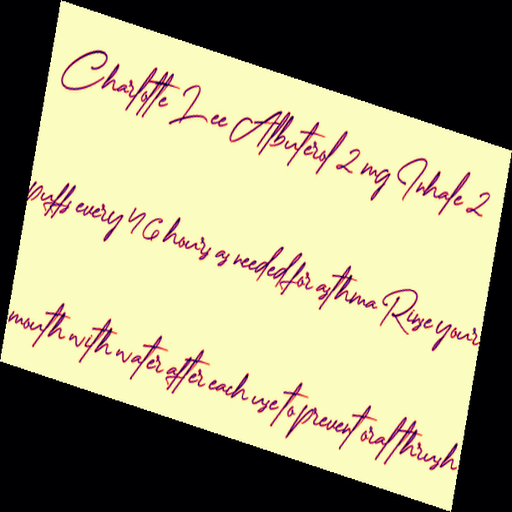 Charlotte Lee Albuterol 2 mg Inhale 2
puffs every 4 6 hours as needed for asthma Rinse your
mouth with water after each use to prevent oral thrush